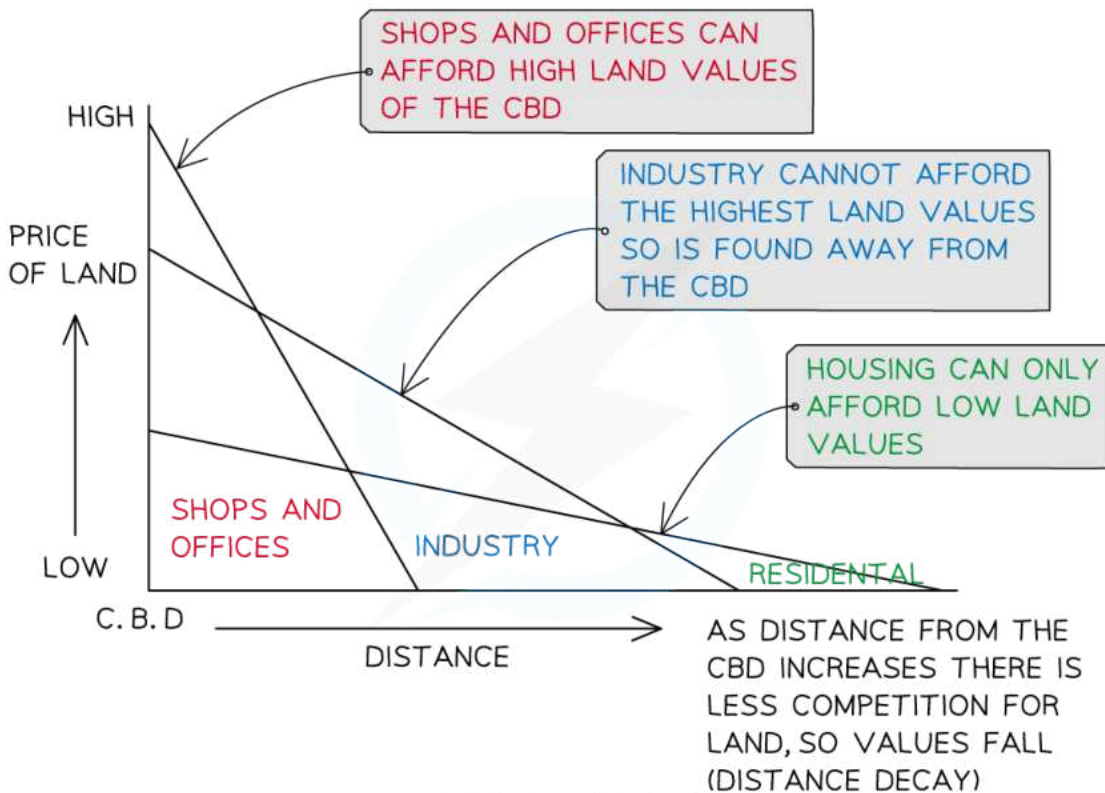 SHOPS AND OFFICES CAN
AFFORD HIGH LAND VALUES
OF THE CBD
HIGH
INDUSTRY CANNOT AFFORD
THE HIGHEST LAND VALUES
SO IS FOUND AWAY FROM
THE CBD
PRICE
OF LAND
HOUSING CAN ONLY
AFFORD LOW LAND
VALUES
SHOPS AND
OFFICES
INDUSTRY
LOW
RESIDENTAL
C.B.D
DISTANCE
AS DISTANCE FROM THE
CBD INCREASES THERE IS
LESS COMPETITION FOR
LAND, SO VALUES FALL
(DISTANCE DECAY)